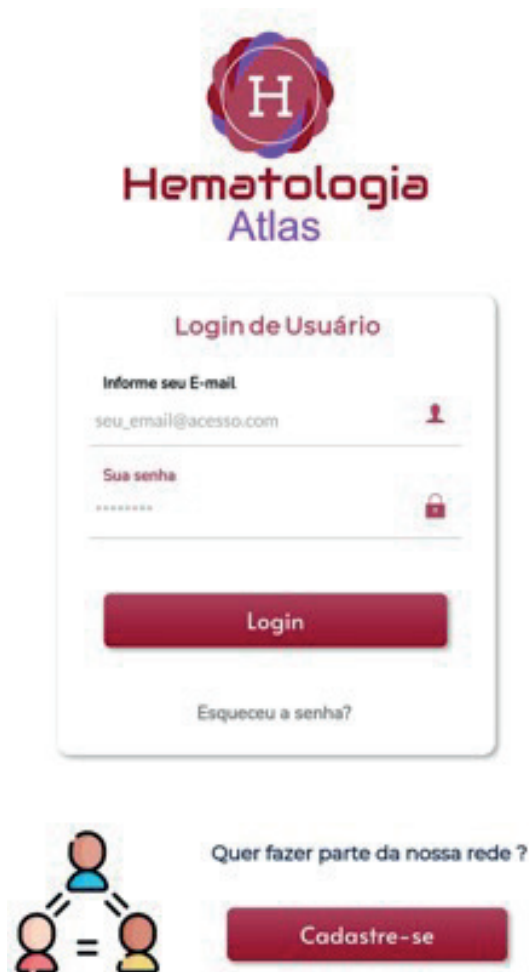 H
Hematologia
Atlas
Login de Usuário
Informe seu E-mail
seu_email@acesso.com
Sua senha
********
Login
Esqueceu a senha?
Quer fazer parte da nossa rede ?
Cadastre-se